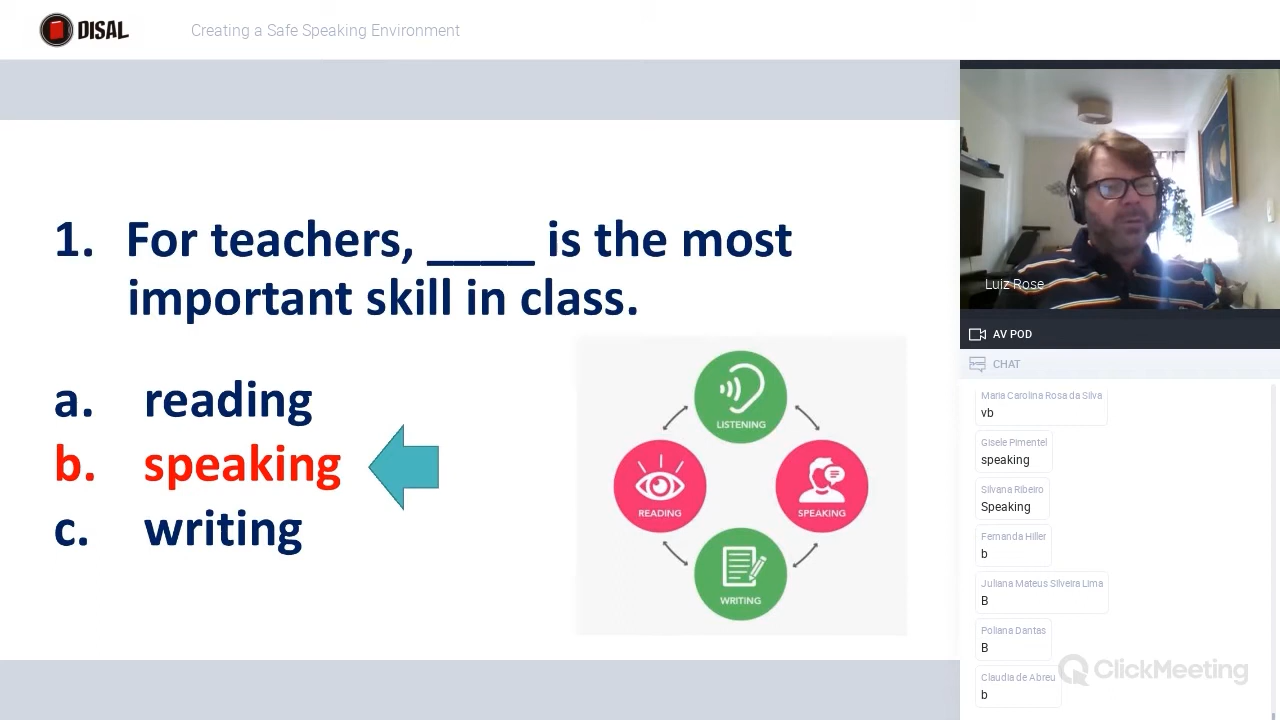 DISAL
Creating a Safe Speaking Environment
1. For teachers, ____ is the most
important skill in class.
a. reading
b. speaking
c. writing
LISTENING
READING
SPEAKING
WRITING
Luiz Rose
AV POD
CHAT
Maria Carolina Rosa da Silva
vb
Gisele Pimentel
speaking
Silvana Ribeiro
Speaking
Fernanda Hiller
b
Juliana Mateus Silveira Lima
B
Poliana Dantas
B
Claudia de Abreu
b
ClickMeeting